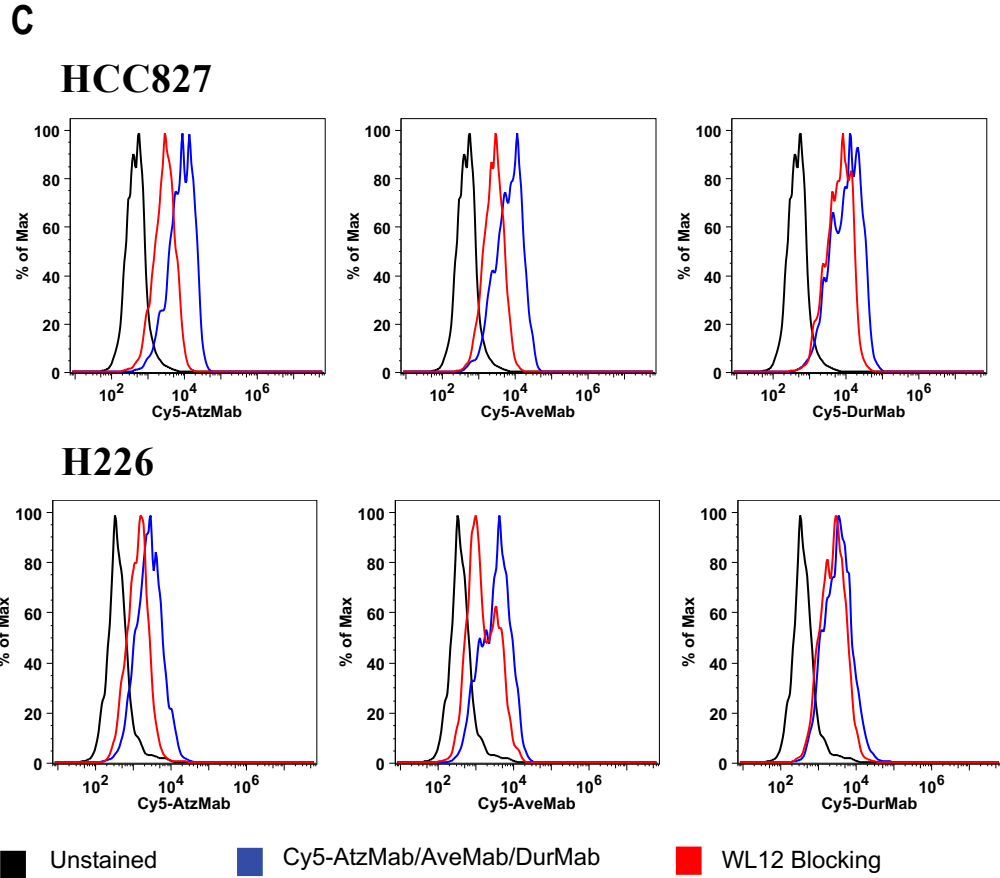 C
HCC827
% of Max
100
80
60
40
20
0
10^2 10^4 10^6
Cy5-AtzMab
% of Max
100
80
60
40
20
0
10^2 10^4 10^6
Cy5-AveMab
% of Max
100
80
60
40
20
0
10^2 10^4 10^6
Cy5-DurMab
H226
% of Max
100
80
60
40
20
0
10^2 10^4 10^6
Cy5-AtzMab
% of Max
100
80
60
40
20
0
10^2 10^4 10^6
Cy5-AveMab
% of Max
100
80
60
40
20
0
10^2 10^4 10^6
Cy5-DurMab
Unstained
Cy5-AtzMab/AveMab/DurMab
WL12 Blocking